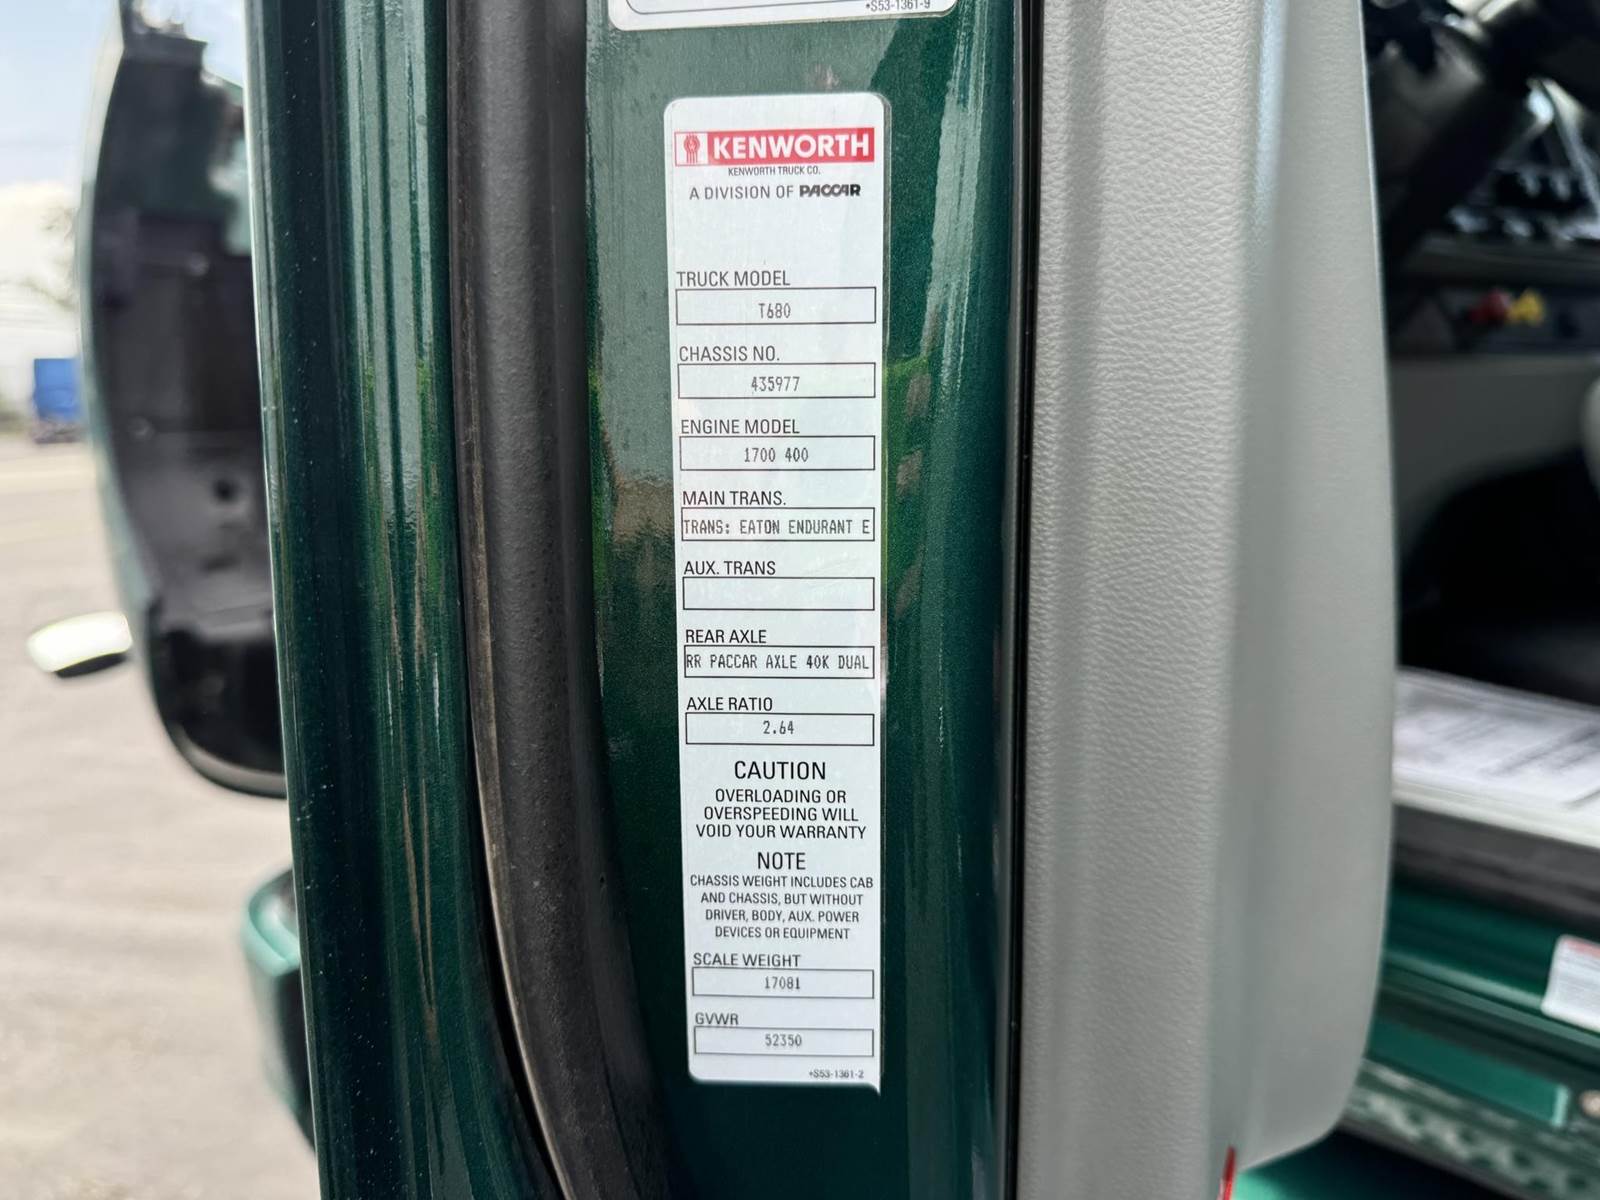 •S53-1361-9
KENWORTH
KENWORTH TRUCK CO.
A DIVISION OF PACCAR
TRUCK MODEL
T680
CHASSIS NO.
435977
ENGINE MODEL
1700 400
MAIN TRANS.
TRANS: EATON ENDURANT E
AUX. TRANS
REAR AXLE
RR PACCAR AXLE 40K DUAL
AXLE RATIO
2.64
CAUTION
OVERLOADING OR
OVERSPEEDING WILL
VOID YOUR WARRANTY
NOTE
CHASSIS WEIGHT INCLUDES CAB
AND CHASSIS, BUT WITHOUT
DRIVER, BODY, AUX. POWER
DEVICES OR EQUIPMENT
SCALE WEIGHT
17081
GVWR
52350
•S53-1361-2